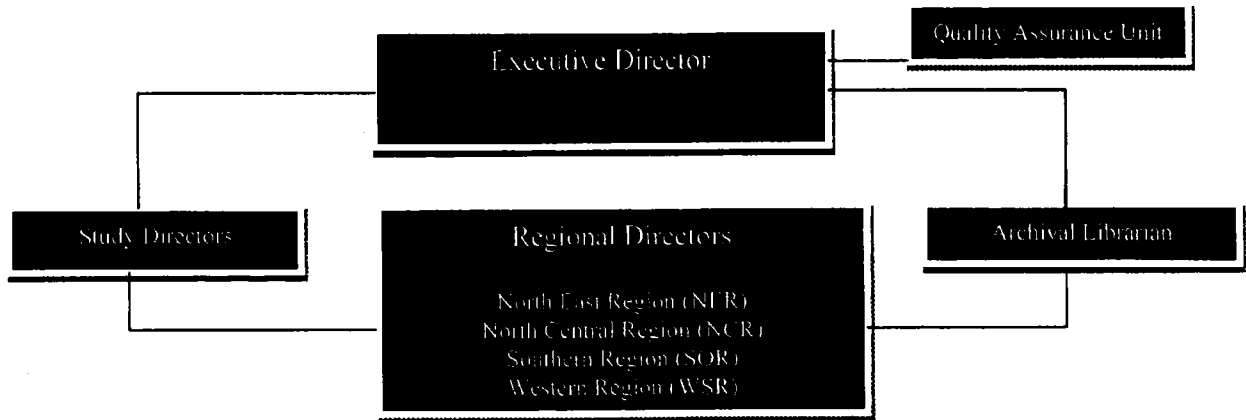 Quality Assurance Unit
Executive Director
Study Directors
Regional Directors
North East Region (NER)
North Central Region (NCR)
Southern Region (SOR)
Western Region (WSR)
Archival Librarian